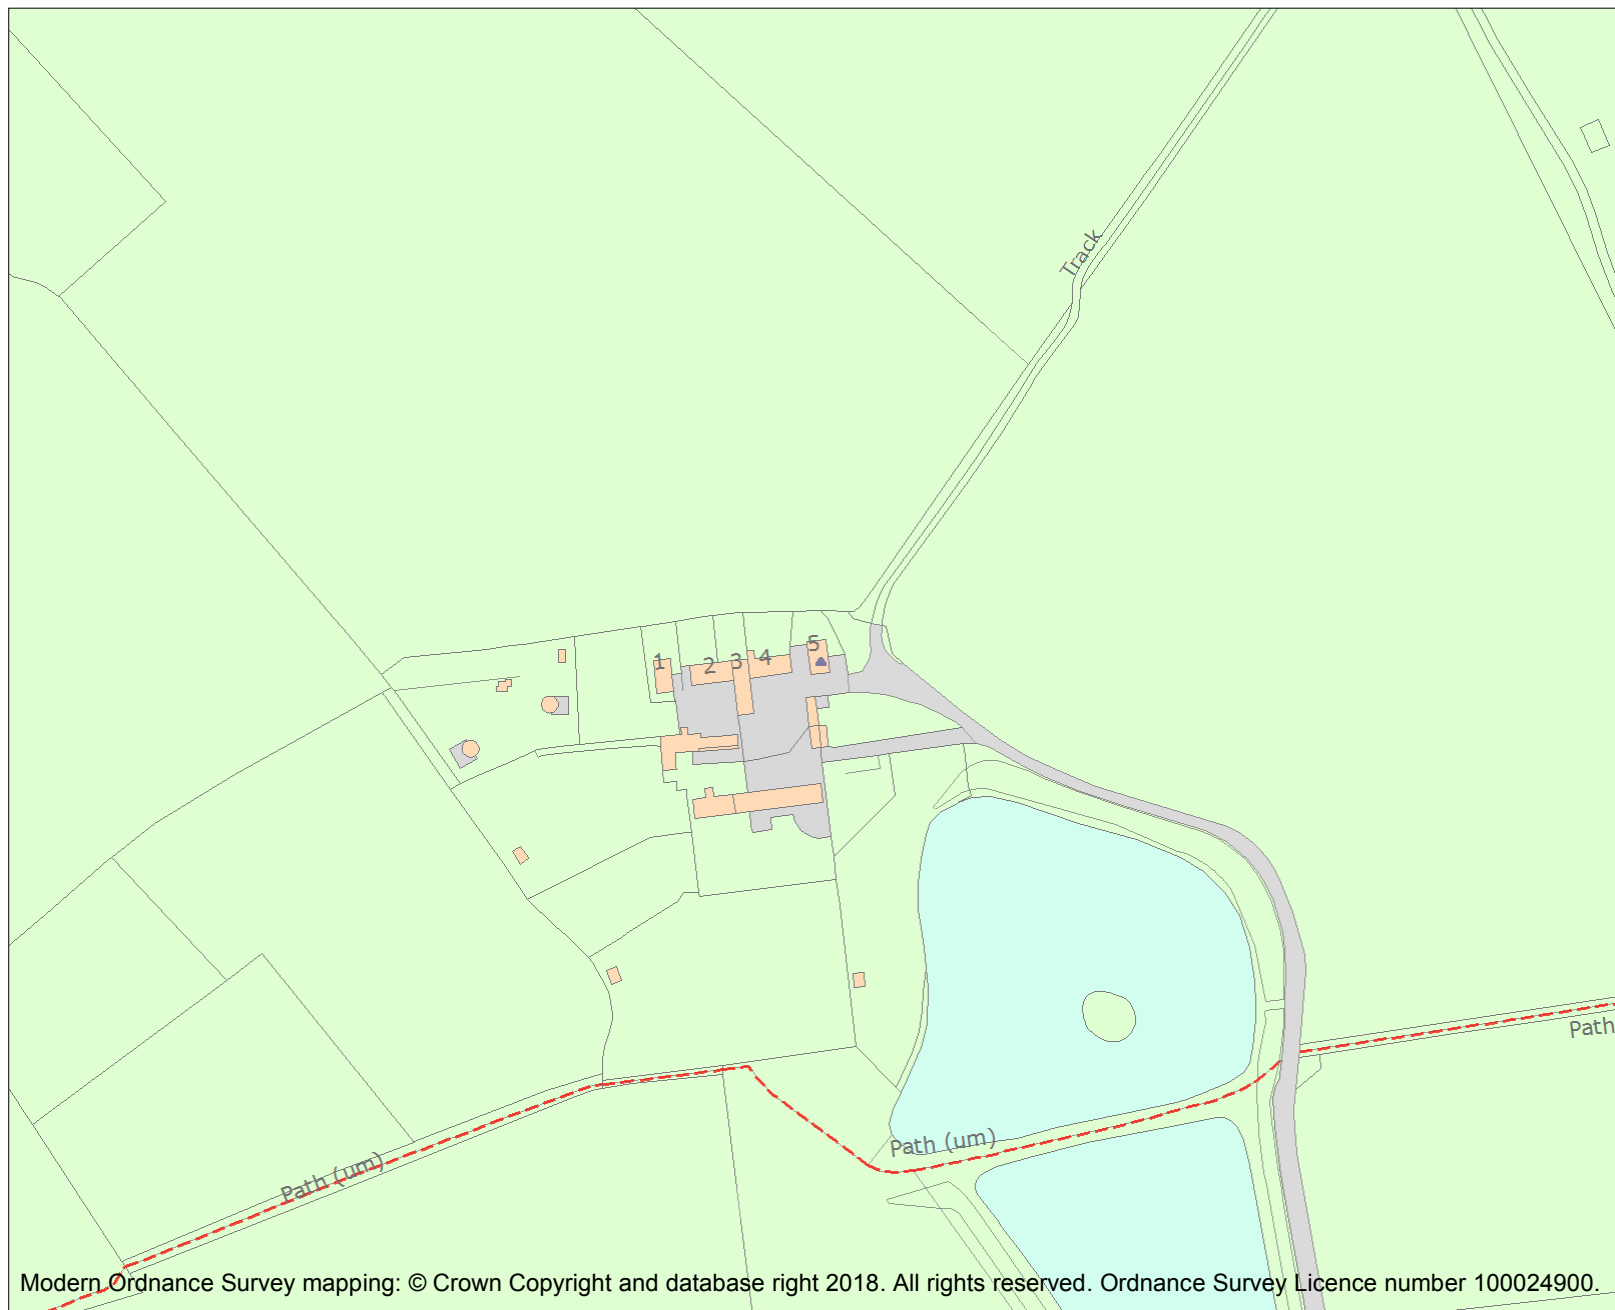 Track
5
1
2
3
4
Path
Path (um)
Path (um)
Modern Ordnance Survey mapping: © Crown Copyright and database right 2018. All rights reserved. Ordnance Survey Licence number 100024900.